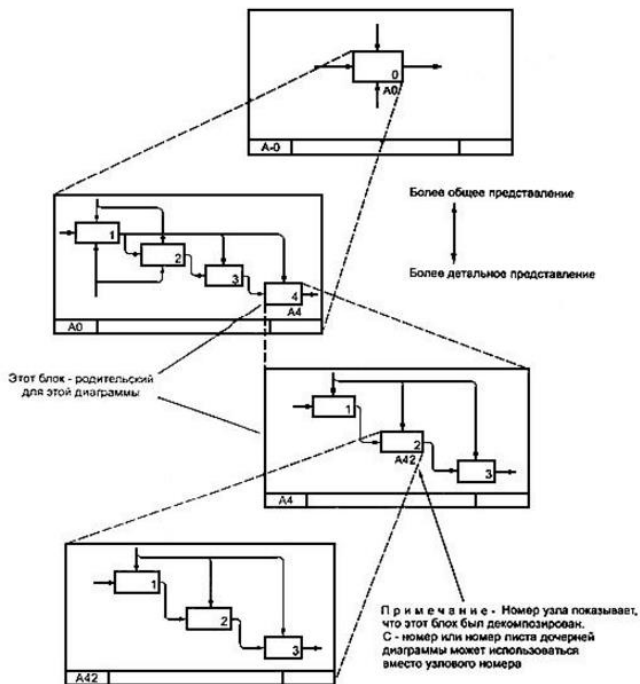 0
A0
A-0
Более общее представление
Более детальное представление
1
2
3
4
A4
A0
Этот блок - родительский
для этой диаграммы
1
2
A42
3
A4
1
2
3
A42
Примечание - Номер узла показывает,
что этот блок был декомпозирован.
С - номер или номер листа дочерней
диаграммы может использоваться
вместо узлового номера